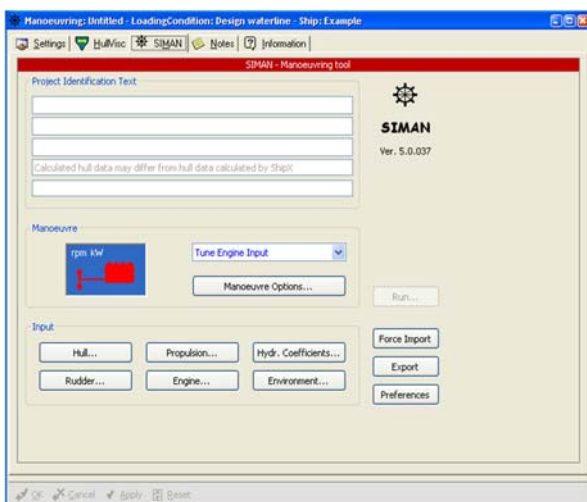 Manoeuvring: Untitled - LoadingCondition: Design waterline - Ship: Example
Settings HullVisc SIMAN Notes Information
SIMAN - Manoeuvring tool
Project Identification Text
Calculated hull data may differ from hull data calculated by ShipX
SIMAN
Ver. 5.0.037
Manoeuvre
rpm kW
Tune Engine Input
Manoeuvre Options...
Run...
Input
Hull... Propulsion... Hydr. Coefficients...
Rudder... Engine... Environment...
Force Import
Export
Preferences
OK Cancel Apply Reset